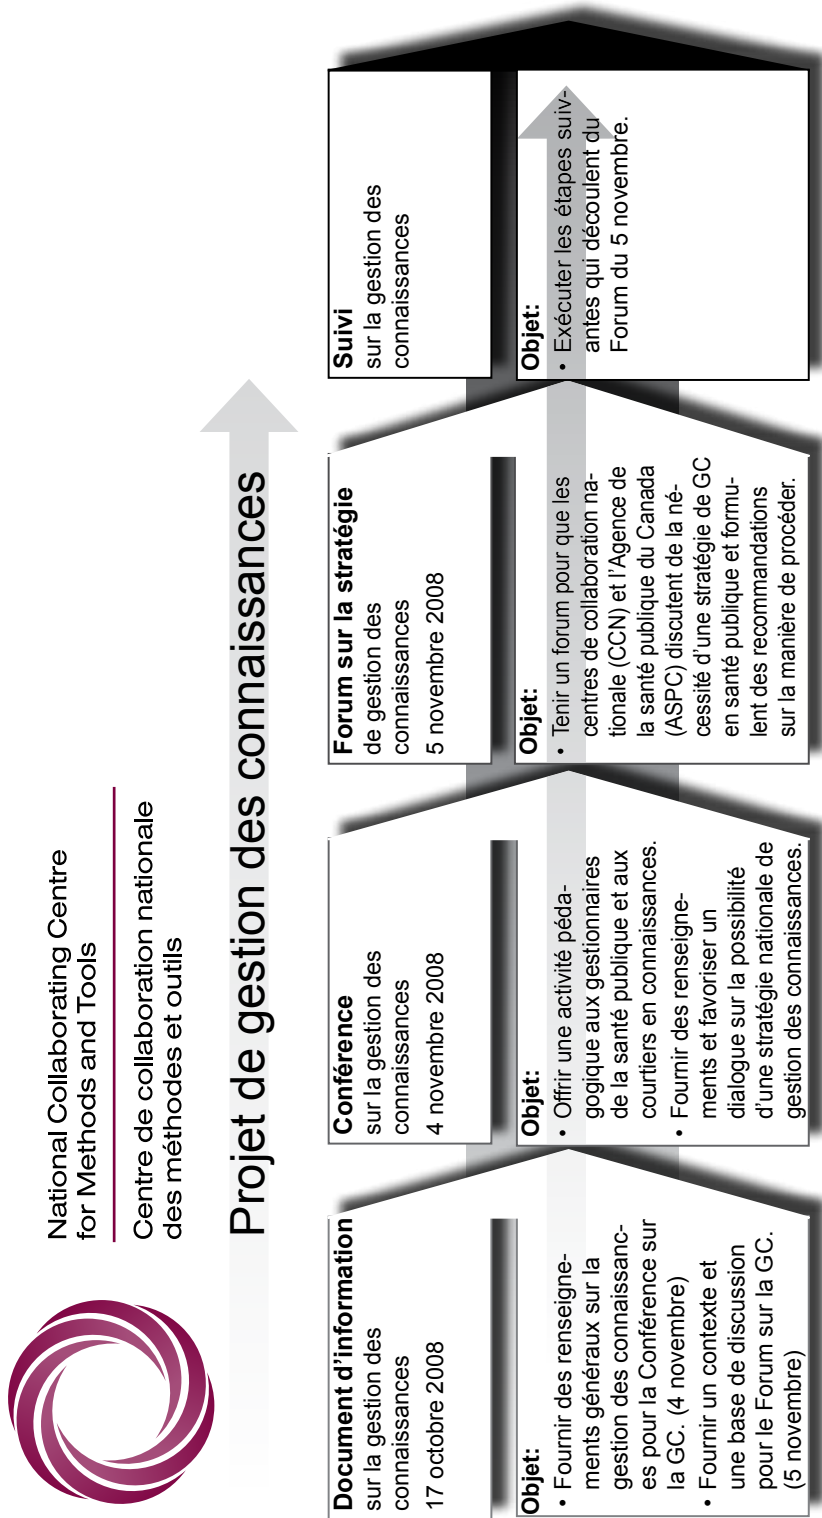 National Collaborating Centre
for Methods and Tools
Centre de collaboration nationale
des méthodes et outils
Projet de gestion des connaissances
Document d’information
sur la gestion des
connaissances
17 octobre 2008
Objet:
• Fournir des renseigne-
ments généraux sur la
gestion des connaissanc-
es pour la Conférence sur
la GC. (4 novembre)
• Fournir un contexte et
une base de discussion
pour le Forum sur la GC.
(5 novembre)
Conférence
sur la gestion des
connaissances
4 novembre 2008
Objet:
• Offrir une activité péda-
gogique aux gestionnaires
de la santé publique et aux
courtiers en connaissances.
• Fournir des renseigne-
ments et favoriser un
dialogue sur la possibilité
d’une stratégie nationale de
gestion des connaissances.
Forum sur la stratégie
de gestion des
connaissances
5 novembre 2008
Objet:
• Tenir un forum pour que les
centres de collaboration na-
tionale (CCN) et l’Agence de
la santé publique du Canada
(ASPC) discutent de la né-
cessité d’une stratégie de GC
en santé publique et formu-
lent des recommandations
sur la manière de procéder.
Suivi
sur la gestion des
connaissances
Objet:
• Exécuter les étapes suiv-
antes qui découlent du
Forum du 5 novembre.